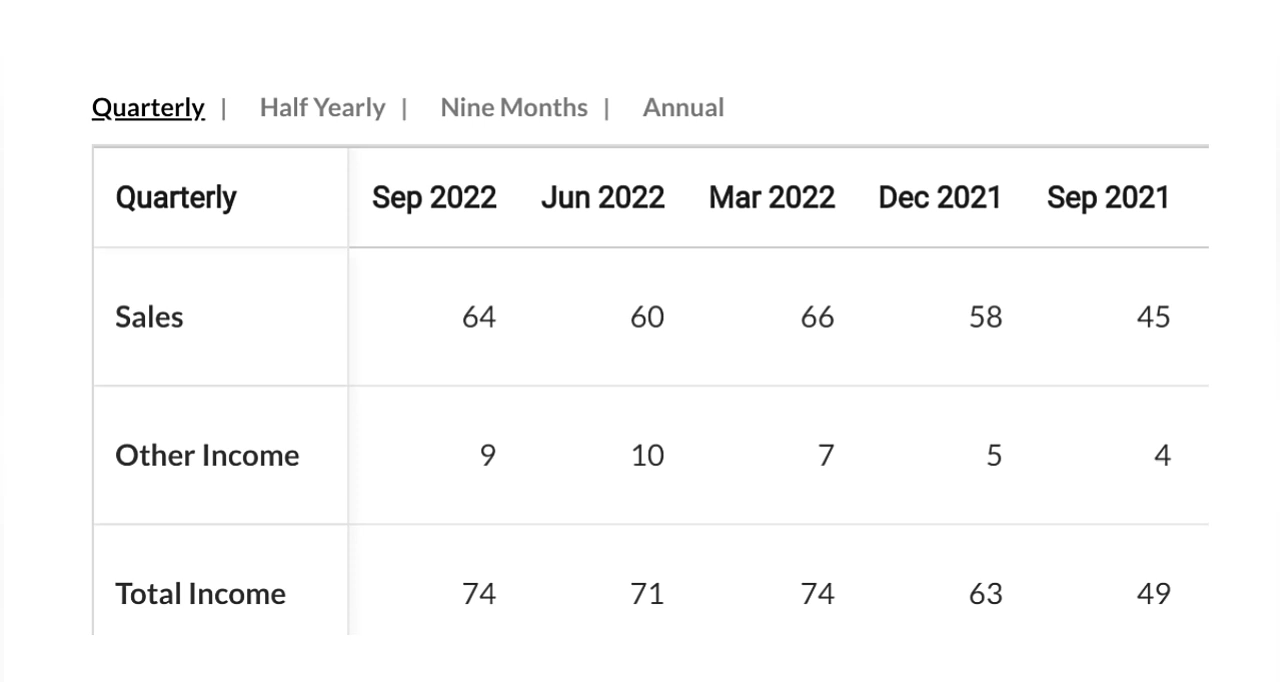 Quarterly | Half Yearly | Nine Months | Annual
Quarterly Sep 2022 Jun 2022 Mar 2022 Dec 2021 Sep 2021
Sales 64 60 66 58 45
Other Income 9 10 7 5 4
Total Income 74 71 74 63 49